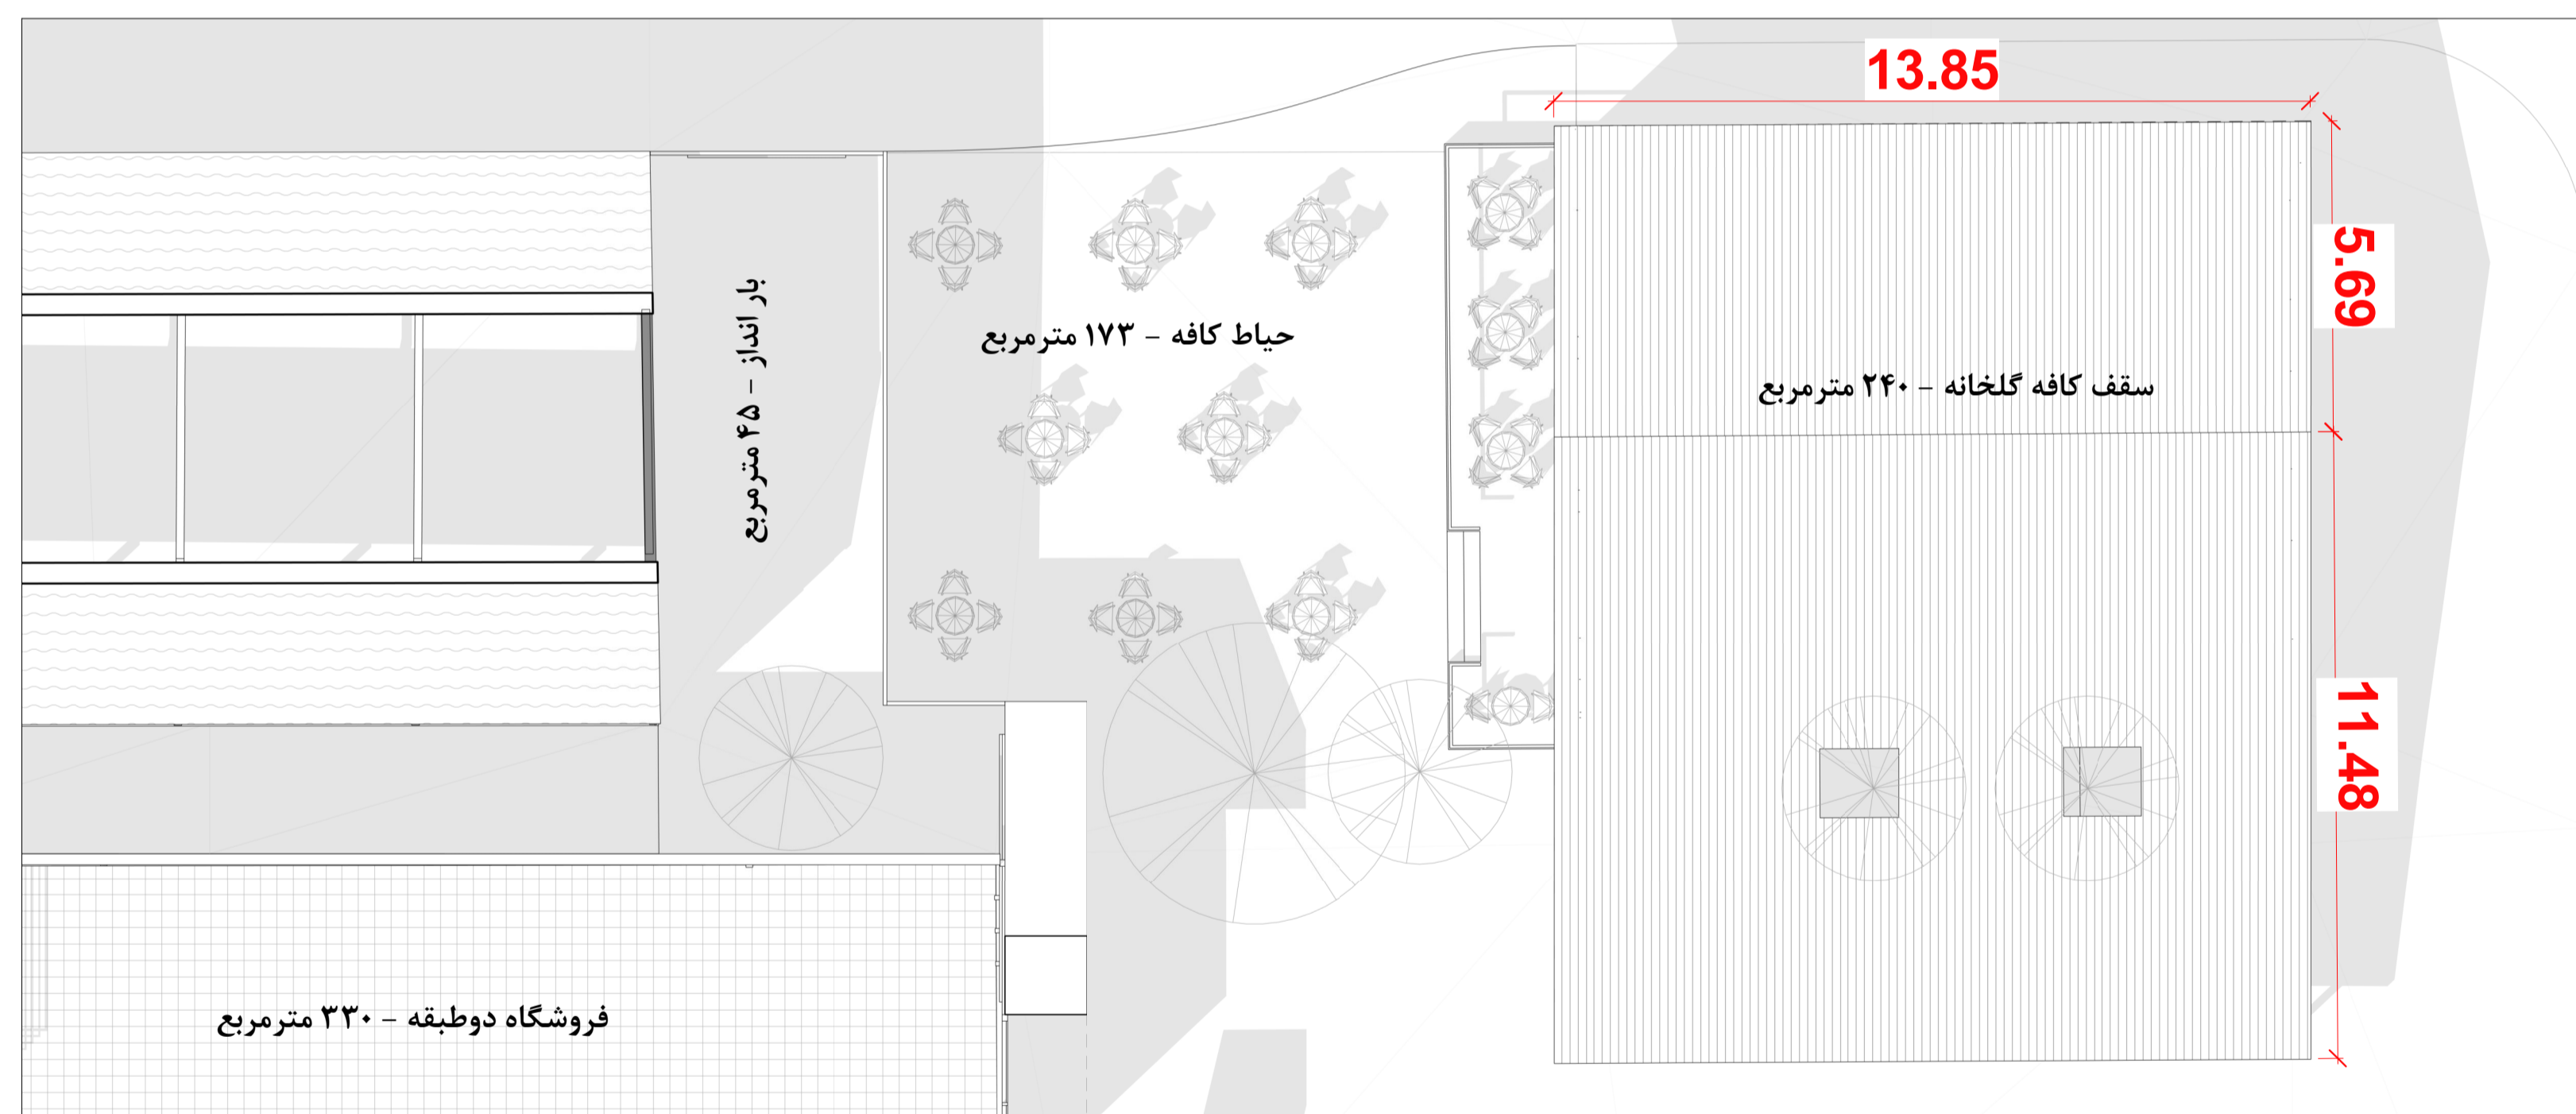 13.85
5.69
بار انداز - ۴۵ مترمربع
حیاط کافه - ۱۷۳ مترمربع
سقف کافه گلخانه - ۲۴۰ مترمربع
11.48
فروشگاه دوطبقه - ۳۳۰ مترمربع